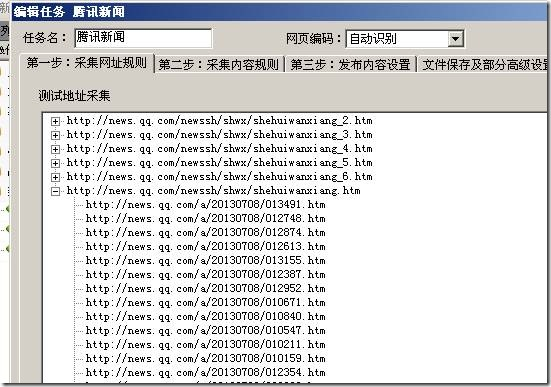 编辑任务 腾讯新闻
任务名： 腾讯新闻 网页编码： 自动识别
第一步：采集网址规则 第二步：采集内容规则 第三步：发布内容设置 文件保存及部分高级设
测试地址采集
http://news.qq.com/newssh/shwx/shehuiwanxiang_2.htm
http://news.qq.com/newssh/shwx/shehuiwanxiang_3.htm
http://news.qq.com/newssh/shwx/shehuiwanxiang_4.htm
http://news.qq.com/newssh/shwx/shehuiwanxiang_5.htm
http://news.qq.com/newssh/shwx/shehuiwanxiang_6.htm
http://news.qq.com/newssh/shwx/shehuiwanxiang.htm
http://news.qq.com/a/20130708/013491.htm
http://news.qq.com/a/20130708/012748.htm
http://news.qq.com/a/20130708/012874.htm
http://news.qq.com/a/20130708/012613.htm
http://news.qq.com/a/20130708/013155.htm
http://news.qq.com/a/20130708/012387.htm
http://news.qq.com/a/20130708/012952.htm
http://news.qq.com/a/20130708/010671.htm
http://news.qq.com/a/20130708/010840.htm
http://news.qq.com/a/20130708/010547.htm
http://news.qq.com/a/20130708/010211.htm
http://news.qq.com/a/20130708/010159.htm
http://news.qq.com/a/20130708/012354.htm